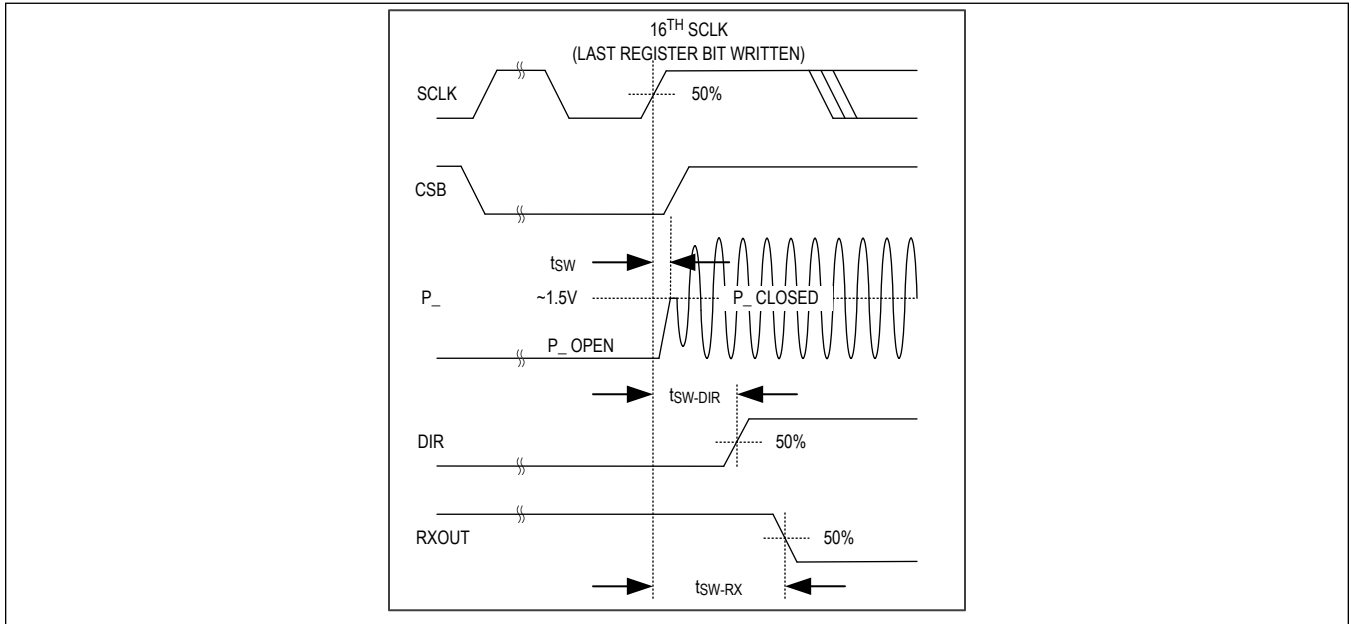 16TH SCLK
(LAST REGISTER BIT WRITTEN)
SCLK
50%
CSB
tSW
P_
~1.5V
P_ CLOSED
P_ OPEN
tSW-DIR
DIR
50%
RXOUT
50%
tSW-RX